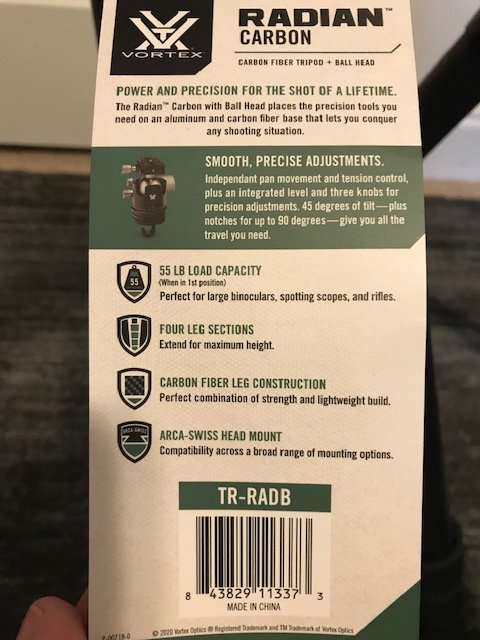 VORTEX
RADIAN™
CARBON
CARBON FIBER TRIPOD + BALL HEAD
POWER AND PRECISION FOR THE SHOT OF A LIFETIME.
The Radian™ Carbon with Ball Head places the precision tools you
need on an aluminum and carbon fiber base that lets you conquer
any shooting situation.
SMOOTH, PRECISE ADJUSTMENTS.
Independant pan movement and tension control,
plus an integrated level and three knobs for
precision adjustments. 45 degrees of tilt—plus
notches for up to 90 degrees—give you all the
travel you need.
55
55 LB LOAD CAPACITY
(When in 1st position)
Perfect for large binoculars, spotting scopes, and rifles.
FOUR LEG SECTIONS
Extend for maximum height.
CARBON FIBER LEG CONSTRUCTION
Perfect combination of strength and lightweight build.
ARCA-SWISS
ARCA-SWISS HEAD MOUNT
Compatibility across a broad range of mounting options.
TR-RADB
8 43829 11337 3
MADE IN CHINA
P-00718-0
© 2020 Vortex Optics ® Registered Trademark and TM Trademark of Vortex Optics